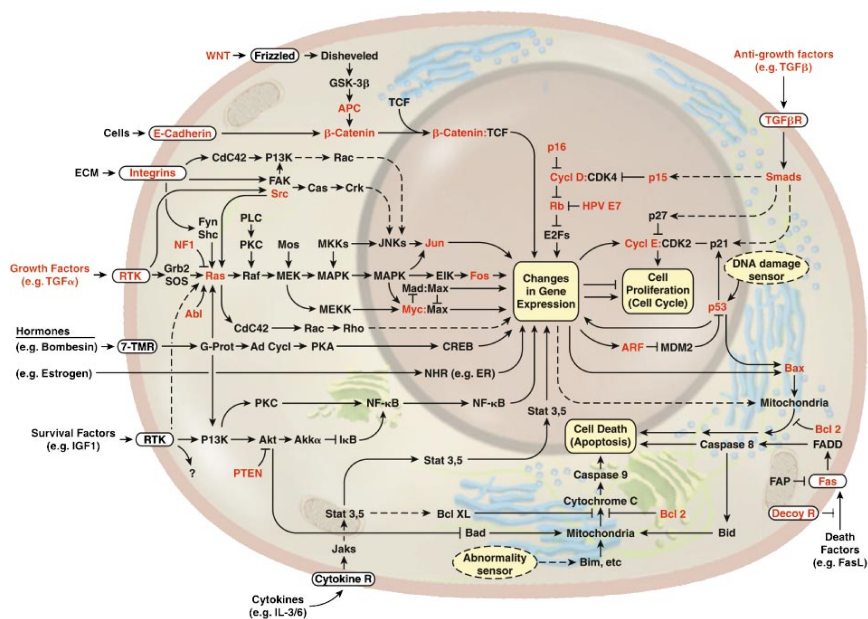 WNT
Frizzled
Disheveled
GSK-3β
APC
TCF
Cells
E-Cadherin
β-Catenin
β-Catenin:TCF
Anti-growth factors
(e.g. TGFβ)
TGFβR
ECM
Integrins
CdC42
P13K
Rac
FAK
Src
Cas
Crk
p16
Cycl D:CDK4
p15
Smads
Rb
HPV E7
E2Fs
p27
Cycl E:CDK2
p21
Fyn
Shc
PLC
PKC
NF1
Mos
MKKs
JNKs
Jun
Growth Factors
(e.g. TGFα)
RTK
Grb2
SOS
Ras
Raf
MEK
MAPK
MAPK
ElK
Fos
Mad:Max
MEKK
Myc:Max
Abl
CdC42
Rac
Rho
Changes
in Gene
Expression
Cell
Proliferation
(Cell Cycle)
DNA damage
sensor
p53
ARF
MDM2
Bax
Hormones
(e.g. Bombesin)
7-TMR
G-Prot
Ad Cycl
PKA
CREB
(e.g. Estrogen)
NHR (e.g. ER)
PKC
NF-κB
NF-κB
Stat 3,5
Mitochondria
Survival Factors
(e.g. IGF1)
RTK
P13K
Akt
Akkα
IκB
?
PTEN
Cell Death
(Apoptosis)
Bcl 2
Caspase 8
FADD
Stat 3,5
Caspase 9
FAP
Fas
Cytochrome C
Stat 3,5
Bcl XL
Bcl 2
Decoy R
Bad
Mitochondria
Bid
Death
Factors
(e.g. FasL)
Jaks
Abnormality
sensor
Bim, etc
Cytokine R
Cytokines
(e.g. IL-3/6)